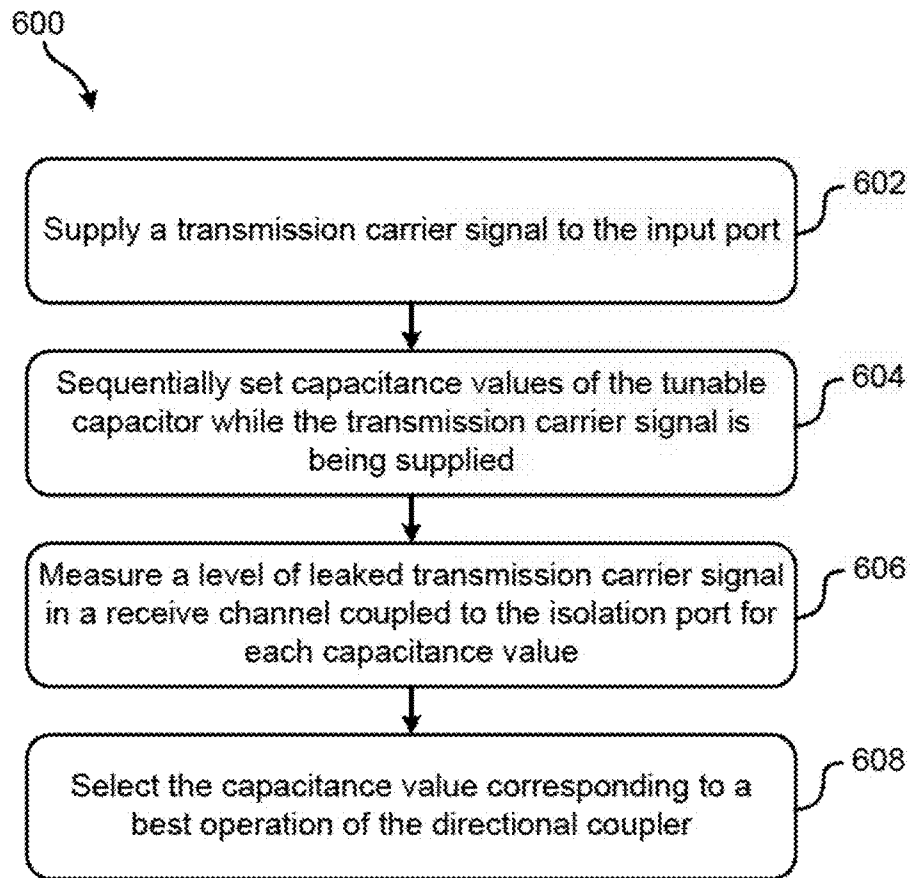 600
602
Supply a transmission carrier signal to the input port
Sequentially set capacitance values of the tunable
capacitor while the transmission carrier signal is
being supplied
604
Measure a level of leaked transmission carrier signal
in a receive channel coupled to the isolation port for
each capacitance value
606
Select the capacitance value corresponding to a
best operation of the directional coupler
608